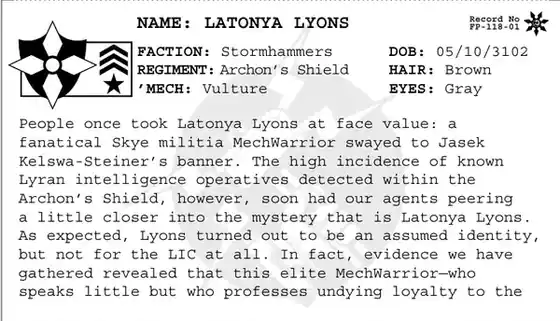 NAME: LATONYA LYONS
Record No
FP-118-01
FACTION: Stormhammers
DOB: 05/10/3102
REGIMENT: Archon's Shield
HAIR: Brown
'MECH: Vulture
EYES: Gray
People once took Latonya Lyons at face value: a
fanatical Skye militia MechWarrior swayed to Jasek
Kelswa-Steiner's banner. The high incidence of known
Lyran intelligence operatives detected within the
Archon's Shield, however, soon had our agents peering
a little closer into the mystery that is Latonya Lyons.
As expected, Lyons turned out to be an assumed identity,
but not for the LIC at all. In fact, evidence we have
gathered revealed that this elite MechWarrior—who
speaks little but who professes undying loyalty to the